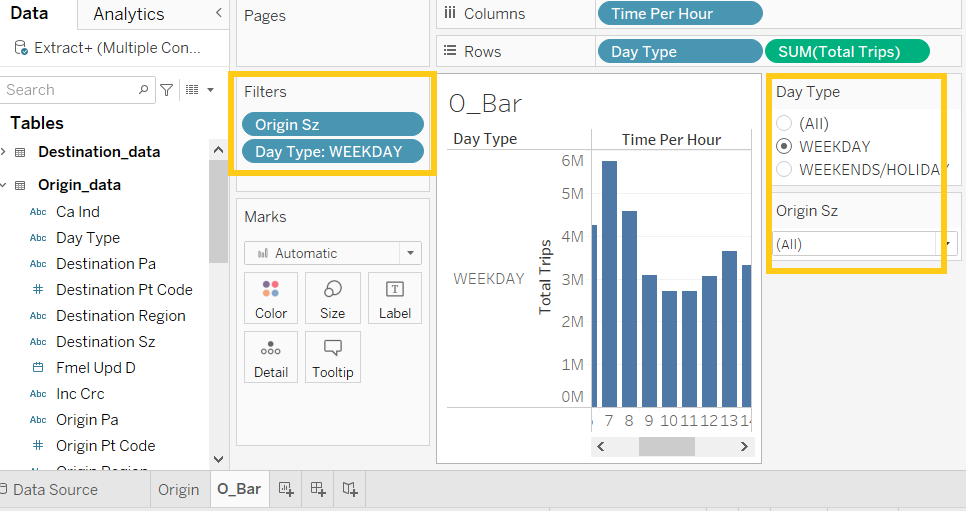 Data
Analytics
Extract+ (Multiple Con...
Search
Tables
Destination_data
Origin_data
Abc Ca Ind
Abc Day Type
Abc Destination Pa
# Destination Pt Code
Abc Destination Region
Abc Destination Sz
Fmel Upd D
Abc Inc Crc
Abc Origin Pa
# Origin Pt Code
Abc Origin Region
Pages
Filters
Origin Sz
Day Type: WEEKDAY
Marks
Automatic
Color
Size
T
Label
Detail
Tooltip
Columns
Time Per Hour
Rows
Day Type
SUM(Total Trips)
O_Bar
Day Type
Time Per Hour
WEEKDAY
Total Trips
6M
5M
4M
3M
2M
1M
0M
7 8 9 10 11 12 13 14
Day Type
(All)
WEEKDAY
WEEKENDS/HOLIDAY
Origin Sz
(All)
Data Source
Origin
O_Bar